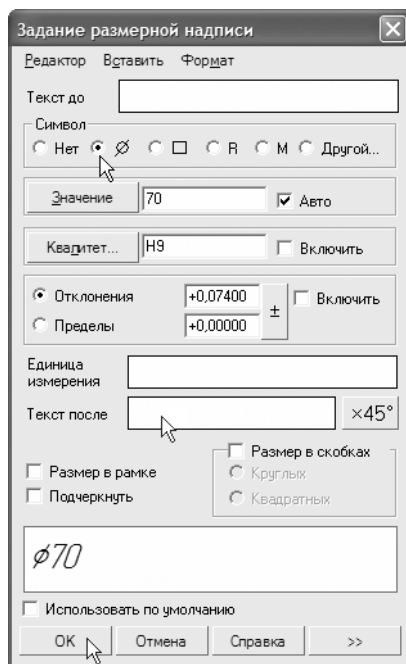 Задание размерной надписи
Редактор Вставить Формат
Текст до
Символ
Нет ⌀ □ R M Другой...
Значение 70 Авто
Квалитет... H9 Включить
Отклонения +0,07400 ± Включить
Пределы +0,00000
Единица
измерения
Текст после ×45°
Размер в скобках
Размер в рамке Круглых
Подчеркнуть Квадратных
⌀70
Использовать по умолчанию
OK Отмена Справка >>